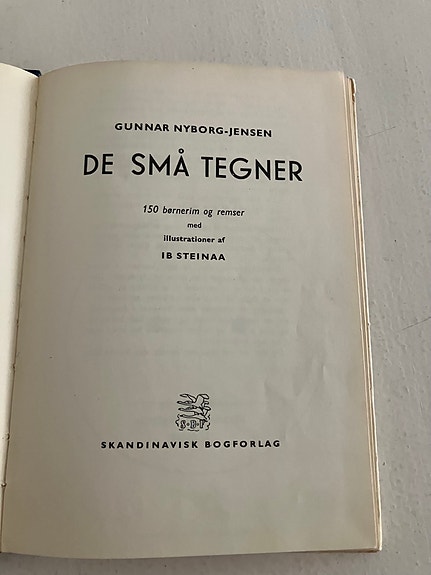 GUNNAR NYBORG-JENSEN
DE SMÅ TEGNER
150 børnerim og remser
med
illustrationer af
IB STEINAA
S·B·F
SKANDINAVISK BOGFORLAG